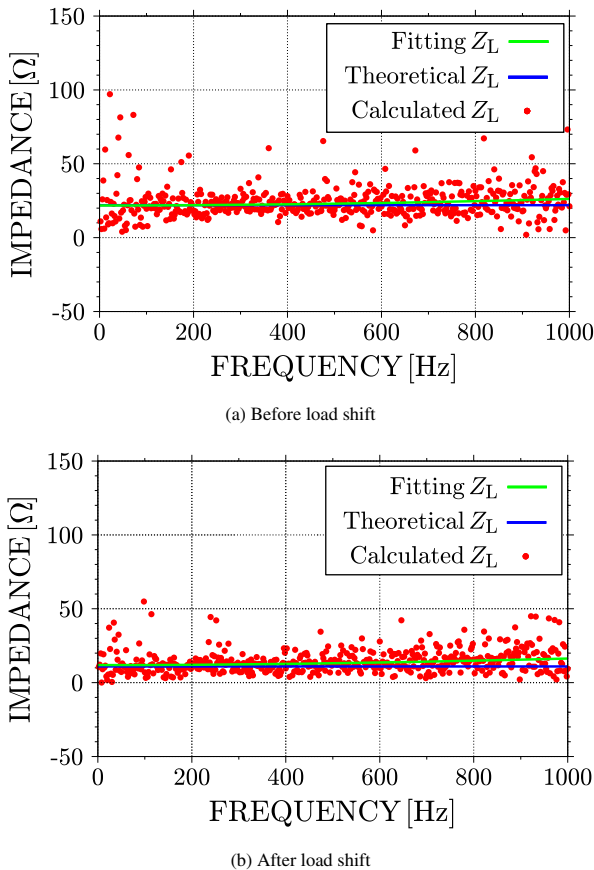 150
100
50
0
-50
IMPEDANCE [Ω]
Fitting Z_L
Theoretical Z_L
Calculated Z_L
0 200 400 600 800 1000
FREQUENCY [Hz]
(a) Before load shift
150
100
50
0
-50
IMPEDANCE [Ω]
Fitting Z_L
Theoretical Z_L
Calculated Z_L
0 200 400 600 800 1000
FREQUENCY [Hz]
(b) After load shift